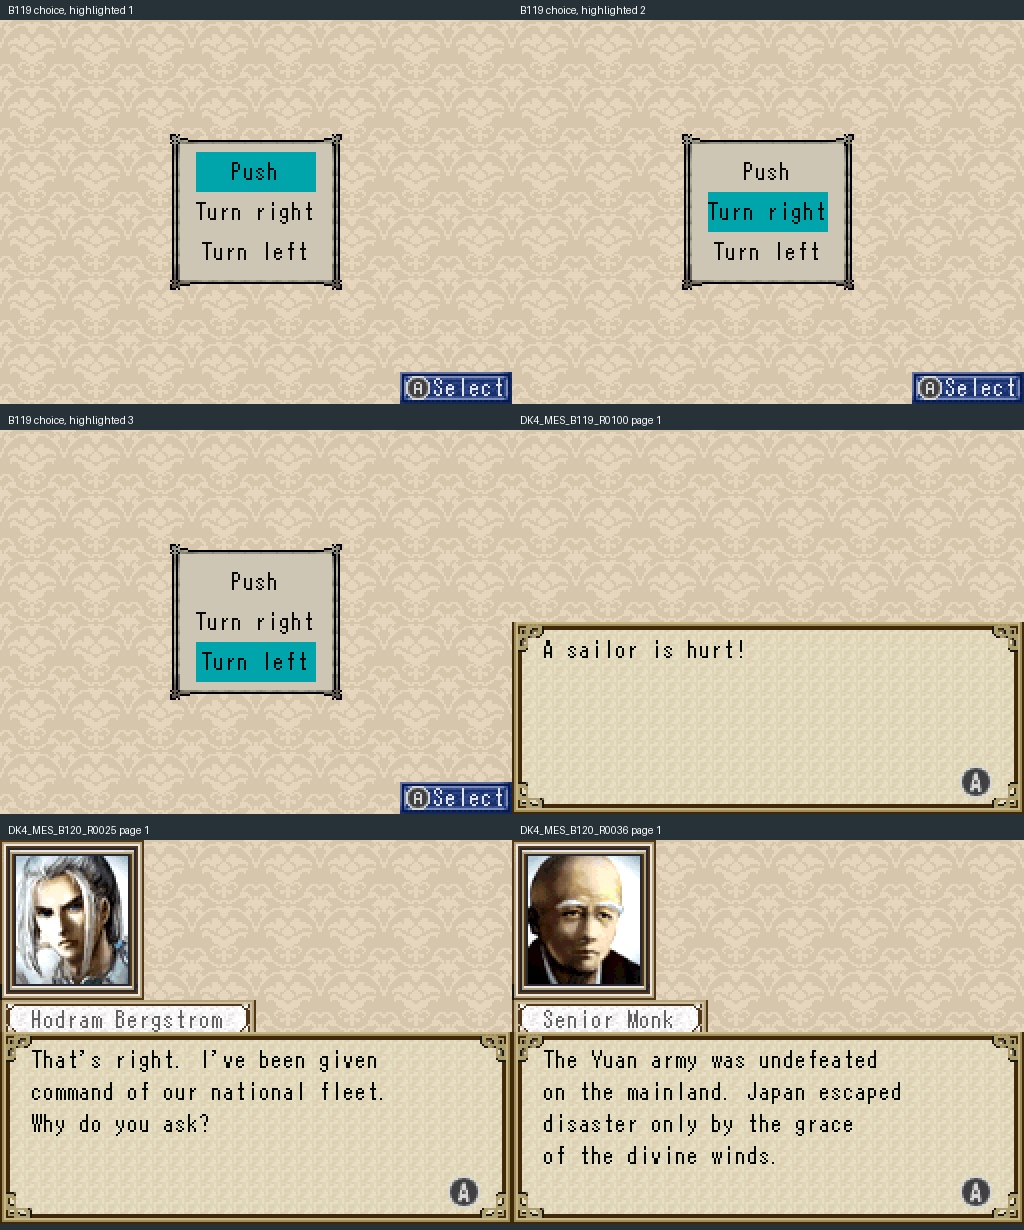 B119 choice, highlighted 1
Push
Turn right
Turn left
A Select
B119 choice, highlighted 2
Push
Turn right
Turn left
A Select
B119 choice, highlighted 3
Push
Turn right
Turn left
A Select
DK4_MES_B119_R0100 page 1
A sailor is hurt!
A
DK4_MES_B120_R0025 page 1
Hodram Bergstrom
That's right. I've been given
command of our national fleet.
Why do you ask?
A
DK4_MES_B120_R0036 page 1
Senior Monk
The Yuan army was undefeated
on the mainland. Japan escaped
disaster only by the grace
of the divine winds.
A